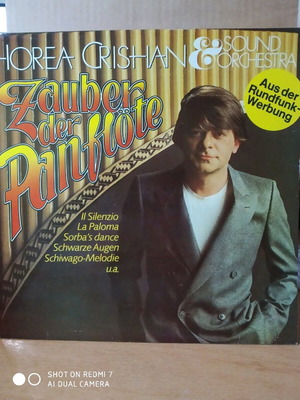 HOREA CRISHAN & SOUND ORCHESTRA
Zauber
der
Panflöte
Aus der
Rundfunk-
Werbung
Il Silenzio
La Paloma
Sorba's dance
Schwarze Augen
Schiwago-Melodie
u.a.
SHOT ON REDMI 7
AI DUAL CAMERA